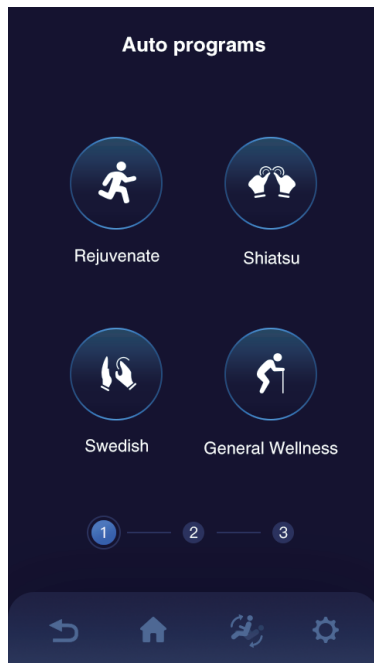 Auto programs
Rejuvenate
Shiatsu
Swedish
General Wellness
1 2 3